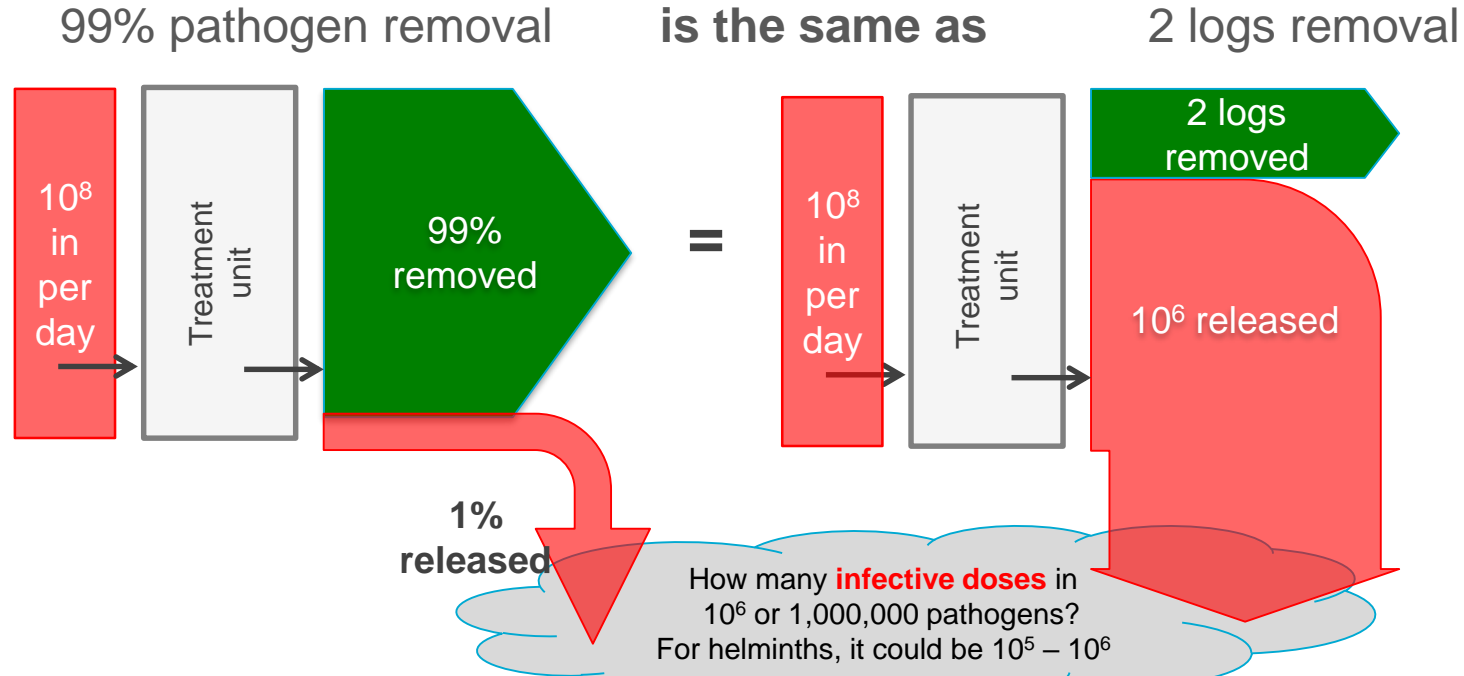 99% pathogen removal is the same as 2 logs removal
10⁸
in
per
day
Treatment
unit
99%
removed
1%
released
=
10⁸
in
per
day
Treatment
unit
2 logs
removed
10⁶ released
How many infective doses in
10⁶ or 1,000,000 pathogens?
For helminths, it could be 10⁵ – 10⁶